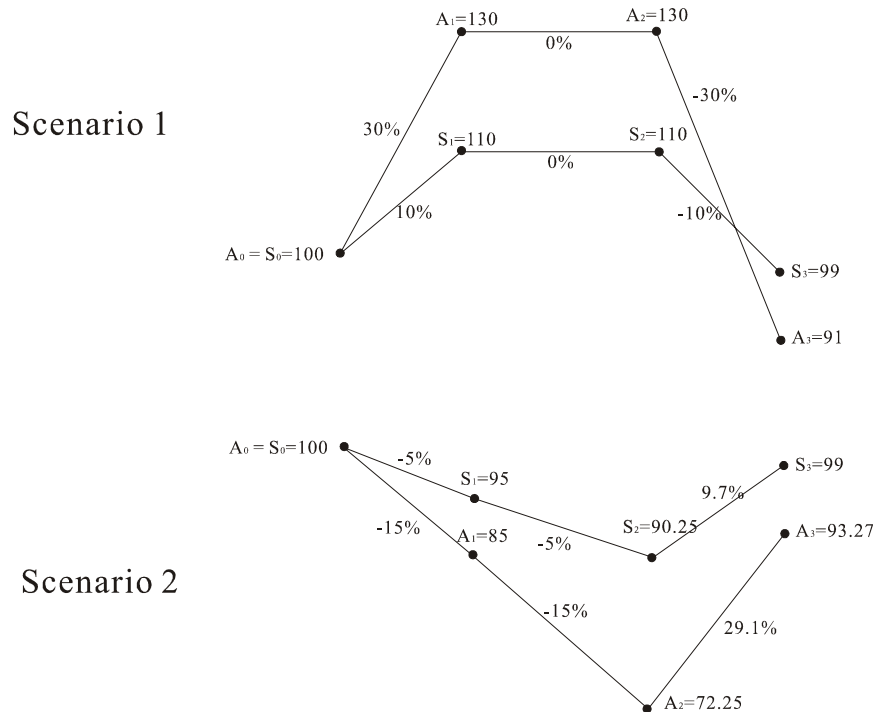 A₁=130
A₂=130
0%
-30%
Scenario 1
30%
S₁=110
S₂=110
0%
10%
-10%
A₀ = S₀=100
S₃=99
A₃=91
A₀ = S₀=100
-5%
S₁=95
S₃=99
9.7%
-15%
A₁=85
-5%
S₂=90.25
A₃=93.27
Scenario 2
-15%
29.1%
A₂=72.25